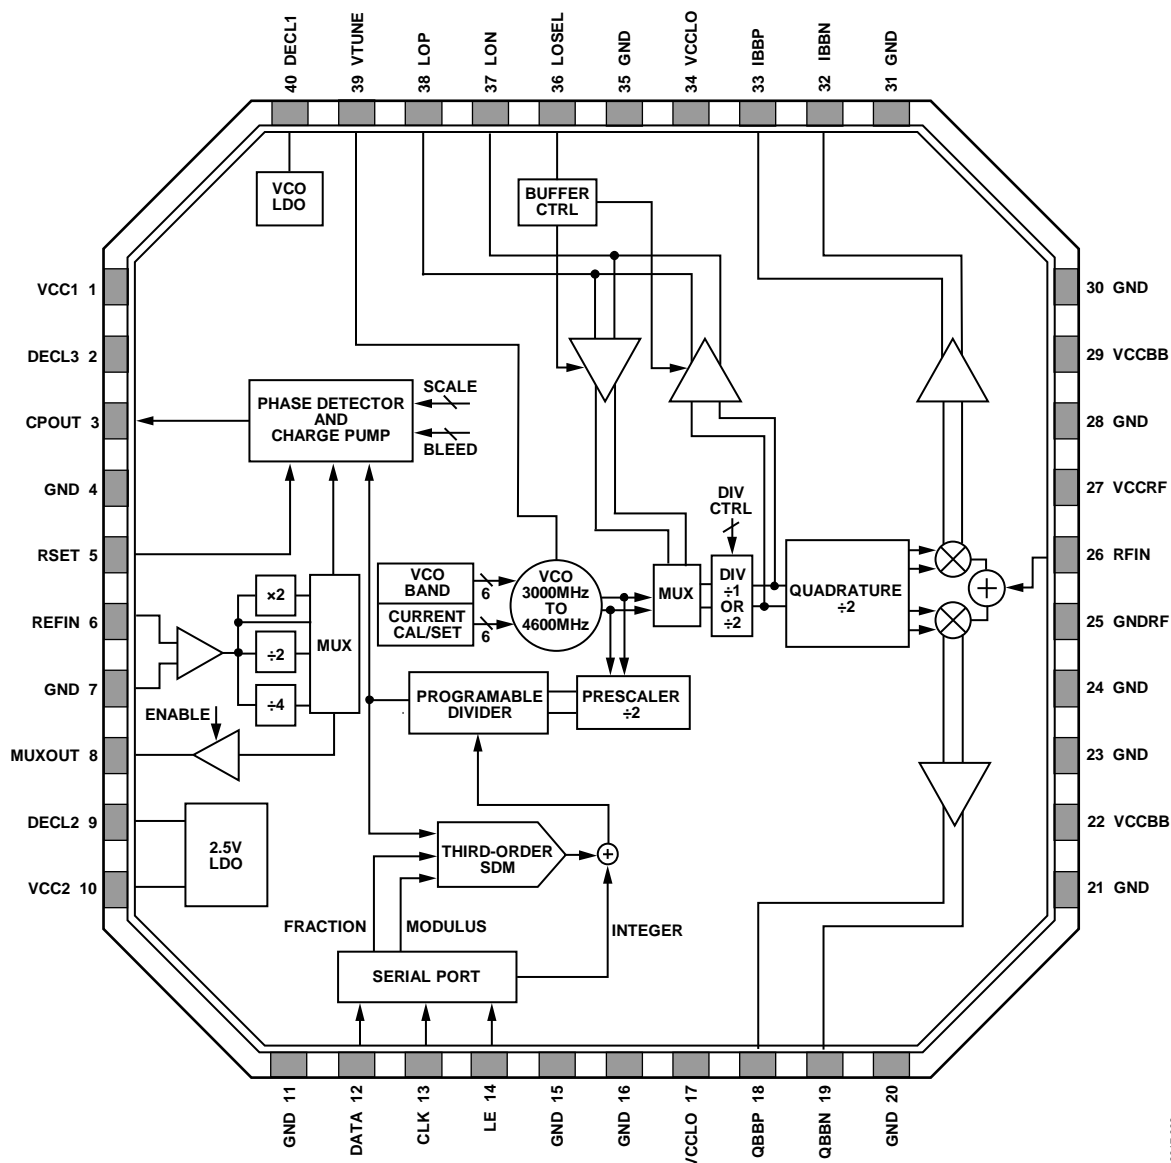 40 DECL1
39 VTUNE
38 LOP
37 LON
36 LOSEL
35 GND
34 VCCLO
33 IBBP
32 IBBN
31 GND
VCO
LDO
BUFFER
CTRL
VCC1 1
DECL3 2
CPOUT 3
GND 4
RSET 5
REFIN 6
GND 7
MUXOUT 8
DECL2 9
VCC2 10
30 GND
29 VCCBB
28 GND
27 VCCRF
26 RFIN
25 GNDRF
24 GND
23 GND
22 VCCBB
21 GND
PHASE DETECTOR
AND
CHARGE PUMP
SCALE
BLEED
DIV
CTRL
×2
÷2
÷4
MUX
VCO
BAND
CURRENT
CAL/SET
6
6
VCO
3000MHz
TO
4600MHz
MUX
DIV
÷1
OR
÷2
QUADRATURE
÷2
ENABLE
PROGRAMABLE
DIVIDER
PRESCALER
÷2
2.5V
LDO
THIRD-ORDER
SDM
FRACTION
MODULUS
INTEGER
SERIAL PORT
GND 11
DATA 12
CLK 13
LE 14
GND 15
GND 16
VCCLO 17
QBBP 18
QBBN 19
GND 20